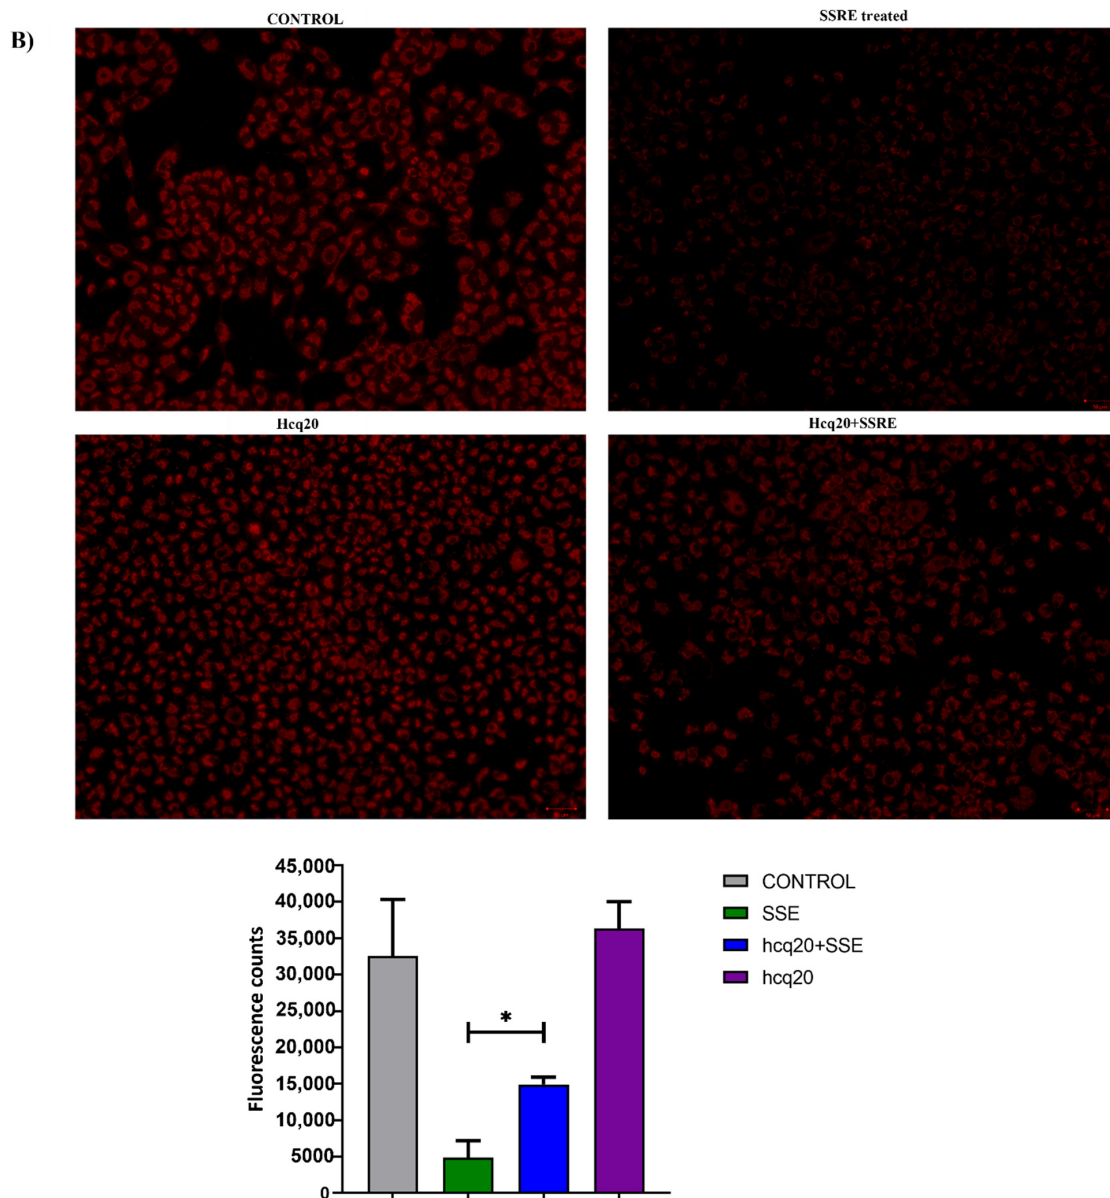 B)
CONTROL
SSRE treated
Hcq20
Hcq20+SSRE
45,000
40,000
35,000
30,000
25,000
20,000
15,000
10,000
5000
0
Fluorescence counts
*
CONTROL
SSE
hcq20+SSE
hcq20